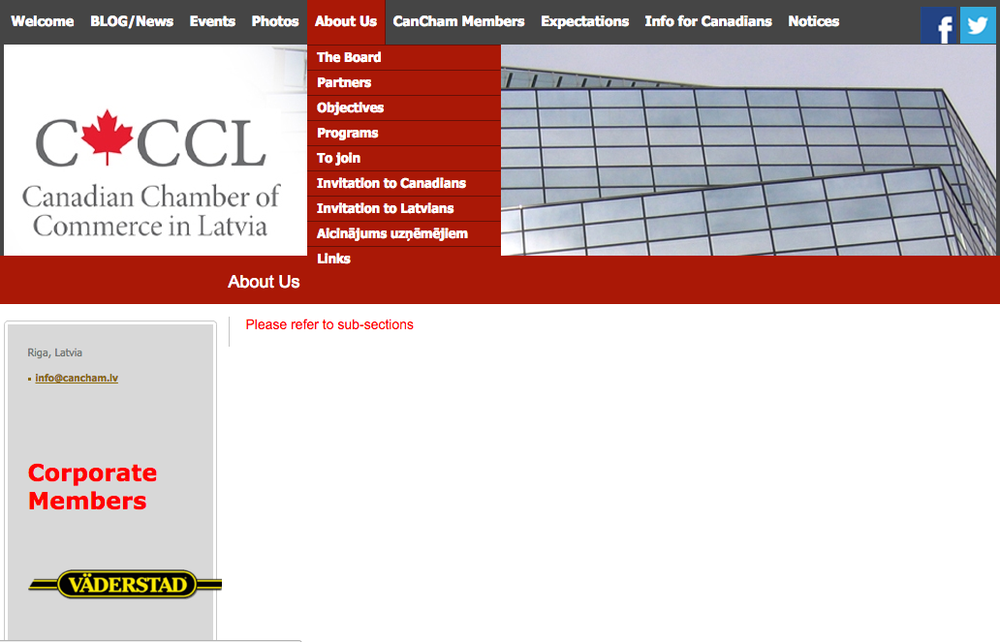 Welcome BLOG/News Events Photos About Us CanCham Members Expectations Info for Canadians Notices
The Board
Partners
Objectives
Programs
To join
Invitation to Canadians
Invitation to Latvians
Aicinājums uzņēmējiem
Links
C CCL
Canadian Chamber of
Commerce in Latvia
About Us
Please refer to sub-sections
Riga, Latvia
info@cancham.lv
Corporate
Members
VÄDERSTAD